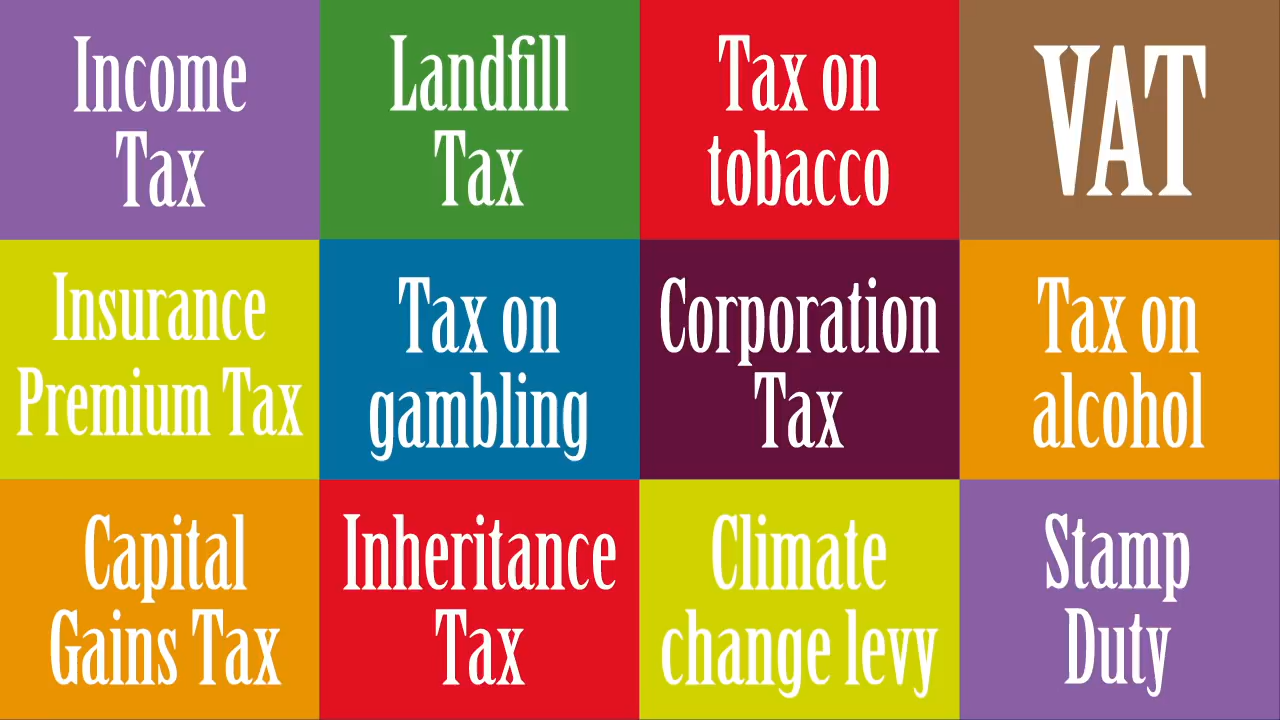 Income
Tax
Landfill
Tax
Tax on
tobacco
VAT
Insurance
Premium Tax
Tax on
gambling
Corporation
Tax
Tax on
alcohol
Capital
Gains Tax
Inheritance
Tax
Climate
change levy
Stamp
Duty